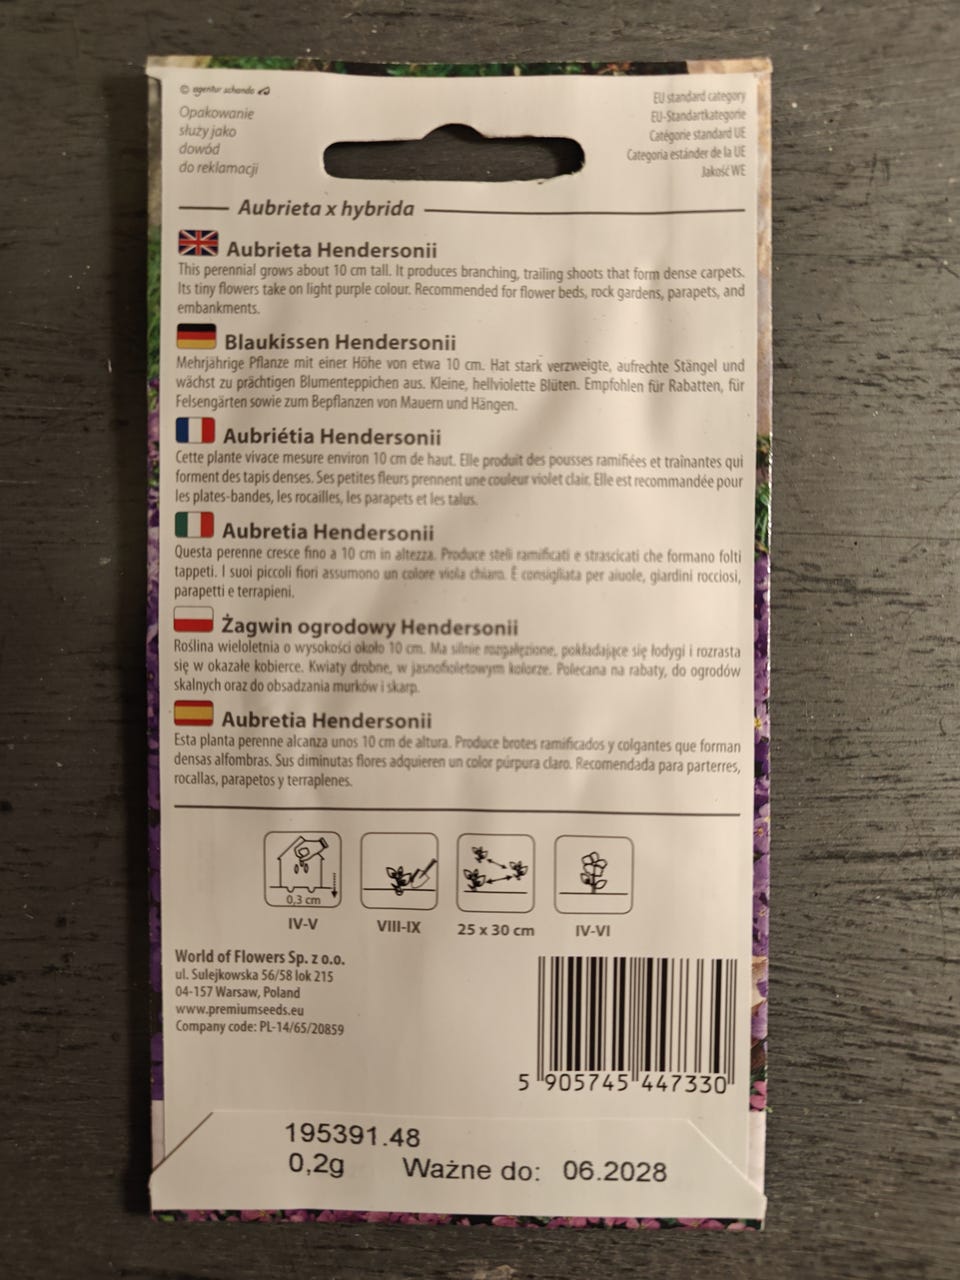 © agentur schando
Opakowanie
służy jako
dowód
do reklamacji
EU standard category
EU-Standartkategorie
Catégorie standard UE
Categoria estánder de la UE
Jakość WE
Aubrieta x hybrida
Aubrieta Hendersonii
This perennial grows about 10 cm tall. It produces branching, trailing shoots that form dense carpets.
Its tiny flowers take on light purple colour. Recommended for flower beds, rock gardens, parapets, and
embankments.
Blaukissen Hendersonii
Mehrjährige Pflanze mit einer Höhe von etwa 10 cm. Hat stark verzweigte, aufrechte Stängel und
wächst zu prächtigen Blumenteppichen aus. Kleine, hellviolette Blüten. Empfohlen für Rabatten, für
Felsengärten sowie zum Bepflanzen von Mauern und Hängen.
Aubriétia Hendersonii
Cette plante vivace mesure environ 10 cm de haut. Elle produit des pousses ramifiées et traînantes qui
forment des tapis denses. Ses petites fleurs prennent une couleur violet clair. Elle est recommandée pour
les plates-bandes, les rocailles, les parapets et les talus.
Aubretia Hendersonii
Questa perenne cresce fino a 10 cm in altezza. Produce steli ramificati e strascicati che formano folti
tappeti. I suoi piccoli fiori assumono un colore viola chiaro. È consigliata per aiuole, giardini rocciosi,
parapetti e terrapieni.
Żagwin ogrodowy Hendersonii
Roślina wieloletnia o wysokości około 10 cm. Ma silnie rozgałęzione, pokładające się łodygi i rozrasta
się w okazałe kobierce. Kwiaty drobne, w jasnofioletowym kolorze. Polecana na rabaty, do ogrodów
skalnych oraz do obsadzania murków i skarp.
Aubretia Hendersonii
Esta planta perenne alcanza unos 10 cm de altura. Produce brotes ramificados y colgantes que forman
densas alfombras. Sus diminutas flores adquieren un color púrpura claro. Recomendada para parterres,
rocallas, parapetos y terraplenes.
0,3 cm
IV-V
VIII-IX
25 x 30 cm
IV-VI
World of Flowers Sp. z o.o.
ul. Sulejkowska 56/58 lok 215
04-157 Warsaw, Poland
www.premiumseeds.eu
Company code: PL-14/65/20859
5 905745 447330
195391.48
0,2g Ważne do: 06.2028